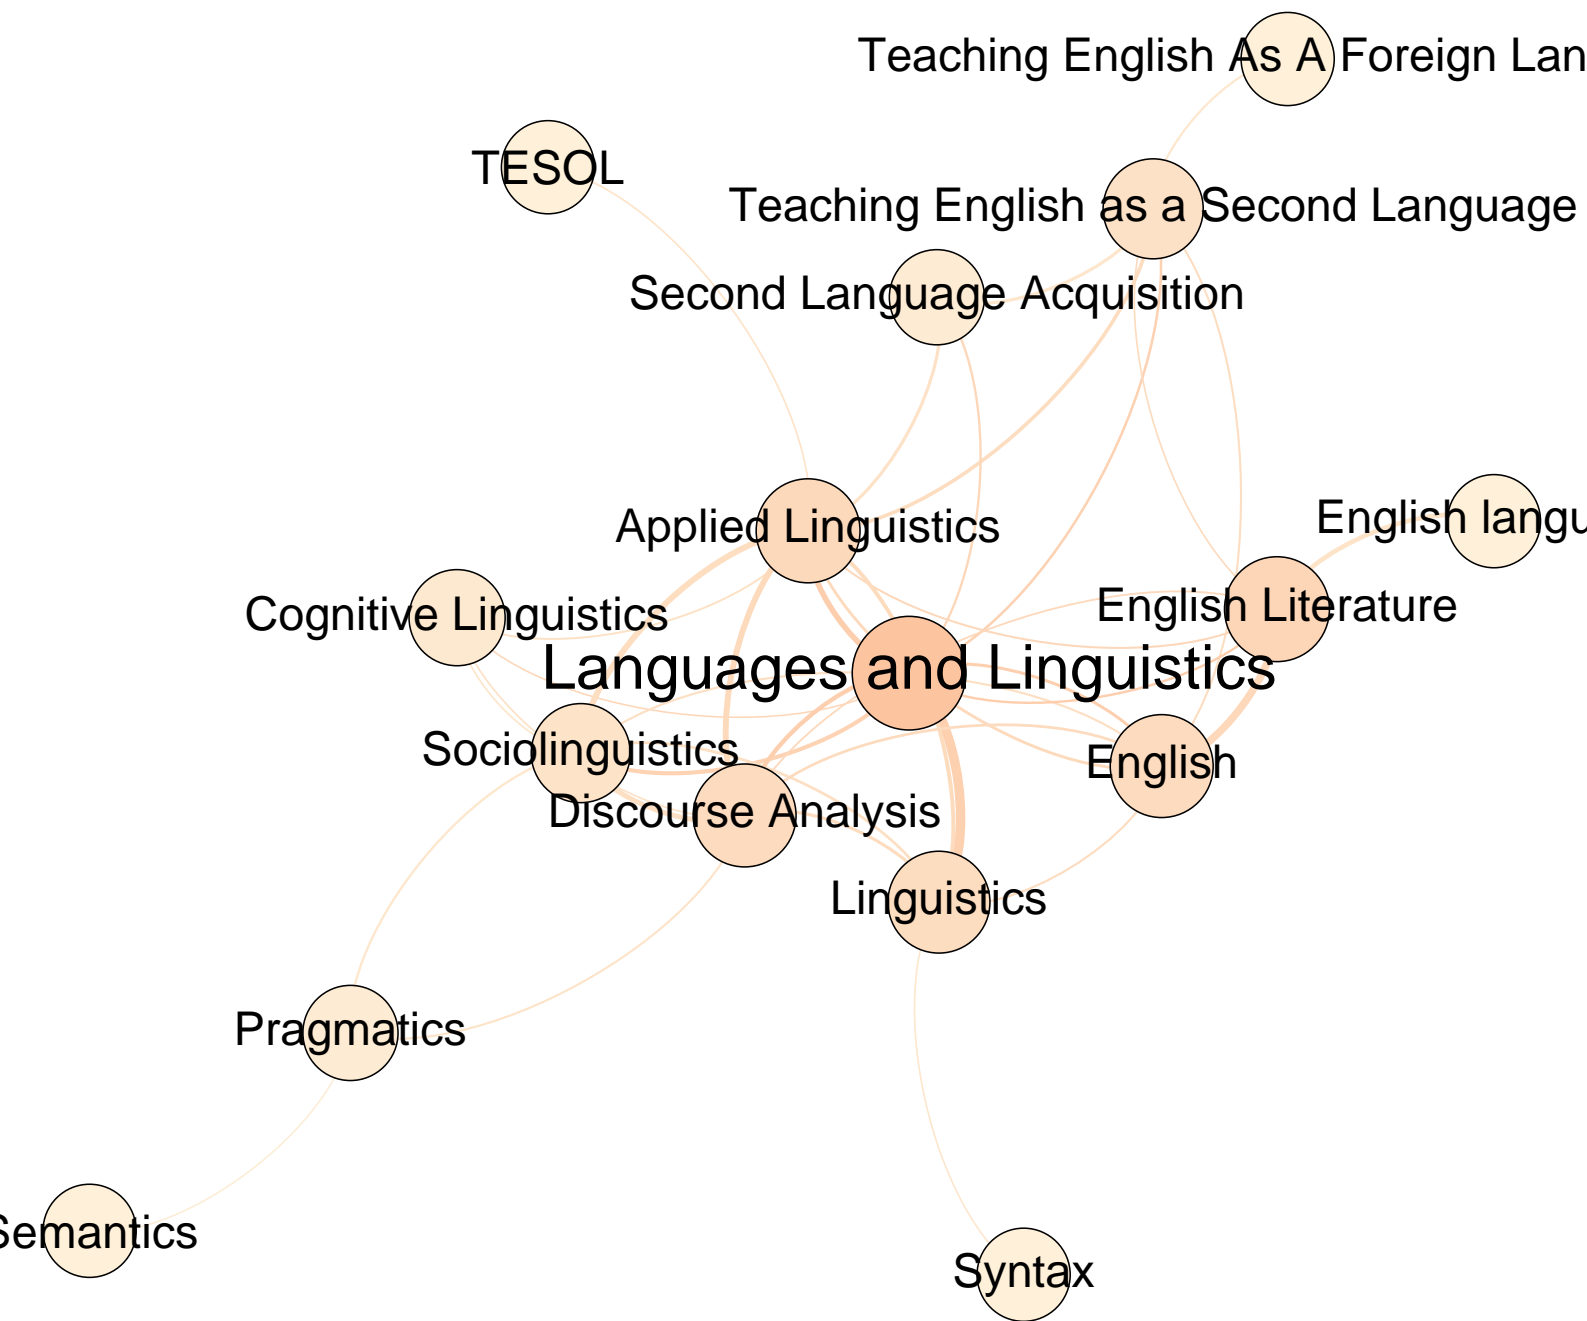 Teaching English As A Foreign Lan
TESOL
Teaching English as a Second Language
Second Language Acquisition
English langu
Applied Linguistics
English Literature
Cognitive Linguistics
Languages and Linguistics
Sociolinguistics
English
Discourse Analysis
Linguistics
Pragmatics
Semantics
Syntax